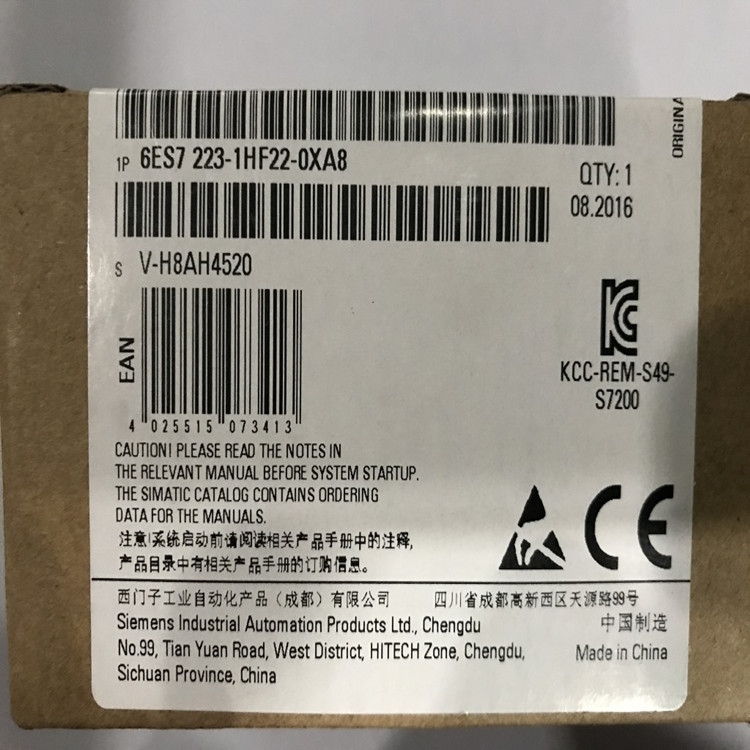 ORIGINA
1P 6ES7 223-1HF22-0XA8
QTY: 1
08.2016
S V-H8AH4520
EAN
4 025515 073413
KCC-REM-S49-
S7200
CAUTION! PLEASE READ THE NOTES IN
THE RELEVANT MANUAL BEFORE SYSTEM STARTUP.
THE SIMATIC CATALOG CONTAINS ORDERING
DATA FOR THE MANUALS.
注意!系统启动前请阅读相关产品手册中的注释,
产品目录中有相关产品手册的订购信息。
CE
西门子工业自动化产品（成都）有限公司 四川省成都高新西区天源路99号
Siemens Industrial Automation Products Ltd., Chengdu 中国制造
No.99, Tian Yuan Road, West District, HITECH Zone, Chengdu, Made in China
Sichuan Province, China